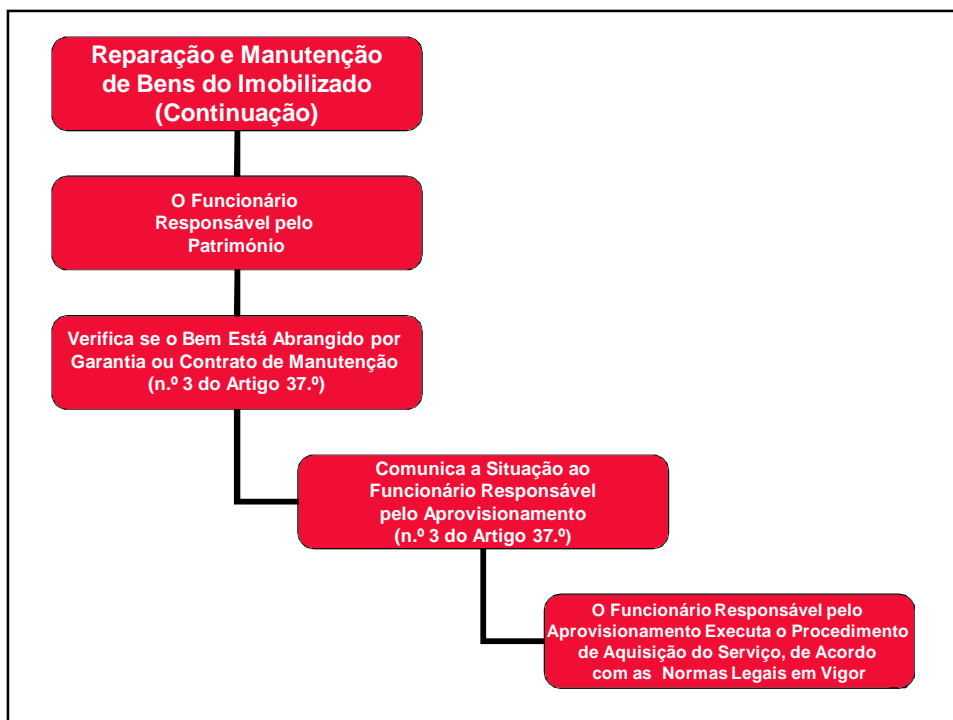 Reparação e Manutenção
de Bens do Imobilizado
(Continuação)
O Funcionário
Responsável pelo
Património
Verifica se o Bem Está Abrangido por
Garantia ou Contrato de Manutenção
(n.º 3 do Artigo 37.º)
Comunica a Situação ao
Funcionário Responsável
pelo Aprovisionamento
(n.º 3 do Artigo 37.º)
O Funcionário Responsável pelo
Aprovisionamento Executa o Procedimento
de Aquisição do Serviço, de Acordo
com as Normas Legais em Vigor